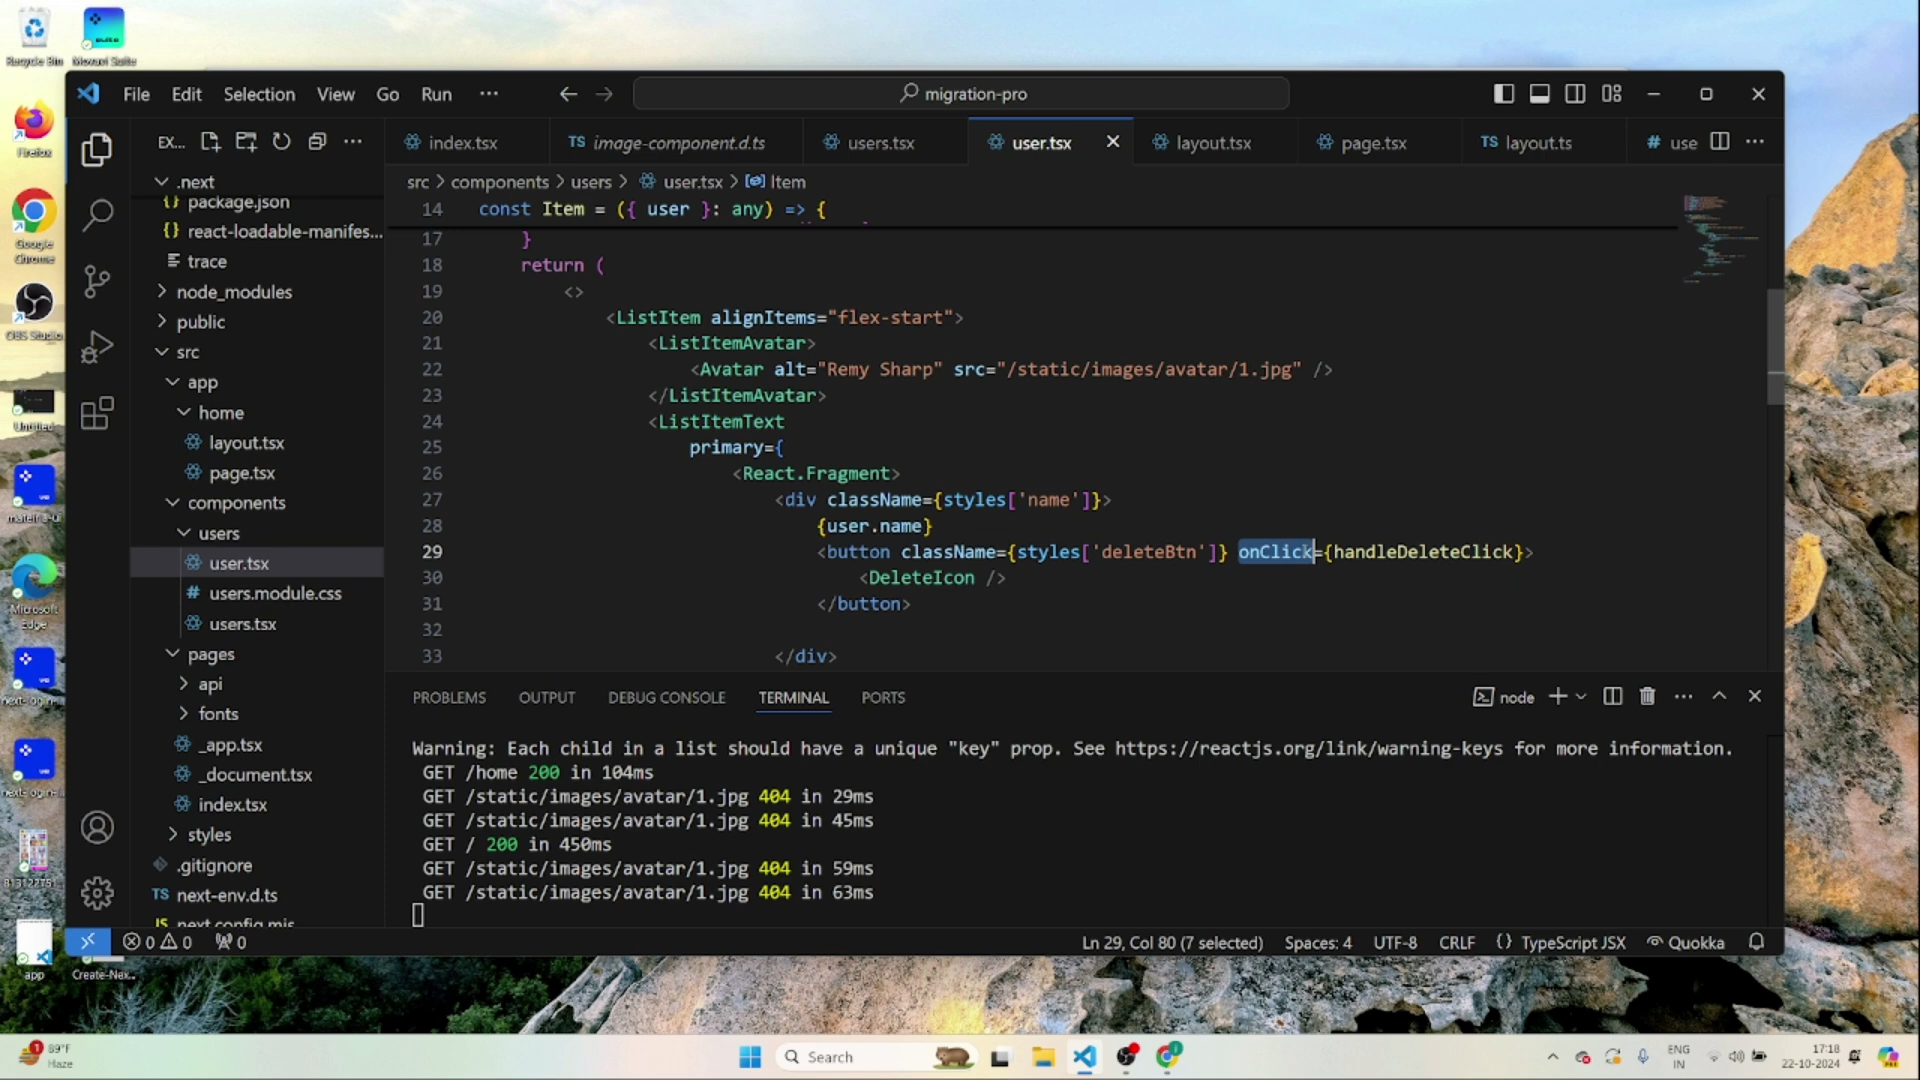 Recycle Bin
Firefox
Google
Chrome
OBS Studio
Untitled
Microsoft
Edge
app
Create-Nex...
File Edit Selection View Go Run ···
migration-pro
EX... ···
index.tsx
TS image-component.d.ts
users.tsx
user.tsx
layout.tsx
page.tsx
TS layout.ts
# use ···
src > components > users > user.tsx > Item
.next
{} package.json
{} react-loadable-manifes...
trace
node_modules
public
src
app
home
layout.tsx
page.tsx
components
users
user.tsx
# users.module.css
users.tsx
pages
api
fonts
_app.tsx
_document.tsx
index.tsx
styles
.gitignore
TS next-env.d.ts
JS next.config.mjs
14 const Item = ({ user }: any) => {
17 }
18 return (
19 <>
20 <ListItem alignItems="flex-start">
21 <ListItemAvatar>
22 <Avatar alt="Remy Sharp" src="/static/images/avatar/1.jpg" />
23 </ListItemAvatar>
24 <ListItemText
25 primary={
26 <React.Fragment>
27 <div className={styles['name']}>
28 {user.name}
29 <button className={styles['deleteBtn']} onClick={handleDeleteClick}>
30 <DeleteIcon />
31 </button>
32
33 </div>
PROBLEMS OUTPUT DEBUG CONSOLE TERMINAL PORTS
node
Warning: Each child in a list should have a unique "key" prop. See https://reactjs.org/link/warning-keys for more information.
GET /home 200 in 104ms
GET /static/images/avatar/1.jpg 404 in 29ms
GET /static/images/avatar/1.jpg 404 in 45ms
GET / 200 in 450ms
GET /static/images/avatar/1.jpg 404 in 59ms
GET /static/images/avatar/1.jpg 404 in 63ms
0 0 0
Ln 29, Col 80 (7 selected) Spaces: 4 UTF-8 CRLF {} TypeScript JSX Quokka
1
89°F
Haze
Search
ENG
IN
17:18
22-10-2024